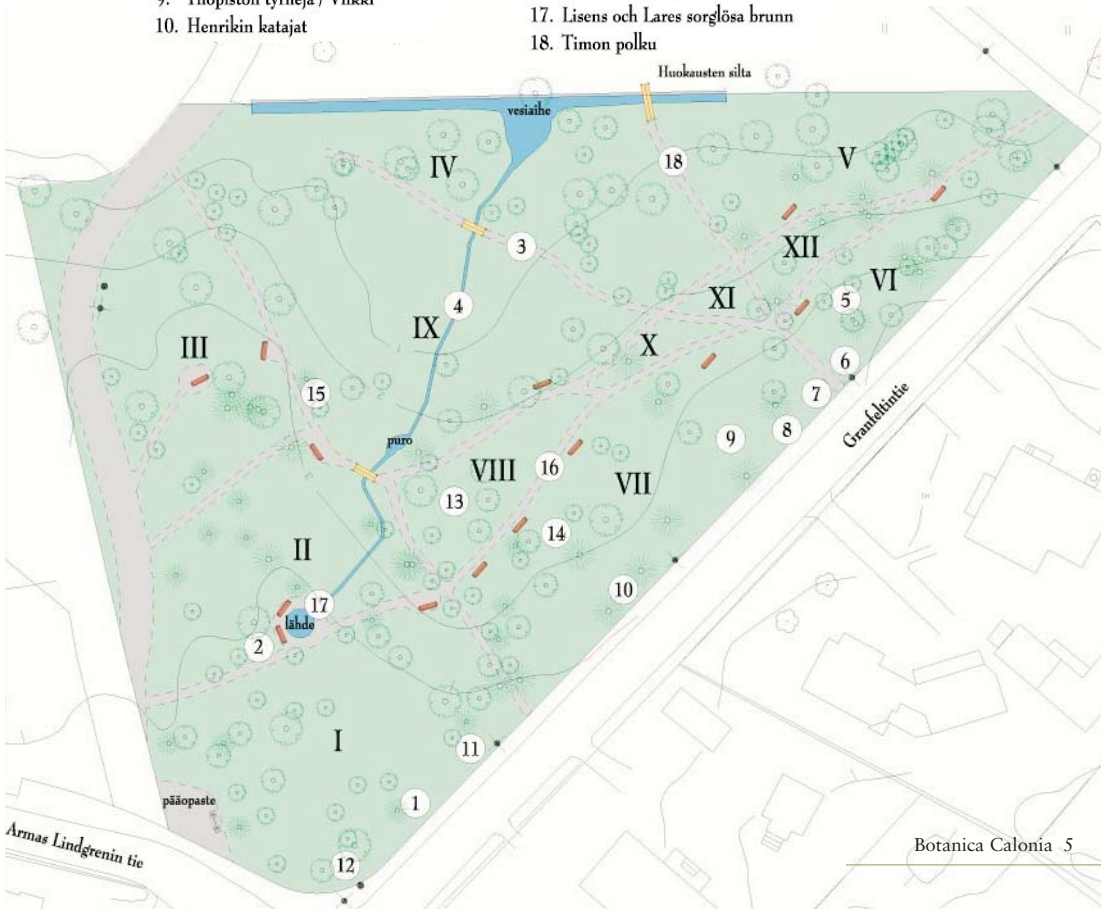 10. Henrikin katajat
17. Lisens och Lares sorglösa brunn
18. Timon polku
Huokausten silta
vesiaihe
IV
V
18
3
XII
4
XI
VI
5
IX
X
III
6
15
7
Granfeltintie
puro
9
8
VIII
16
VII
13
14
II
10
17
lähde
2
I
11
pääopaste
1
Armas Lindgrenin tie
12
Botanica Calonia 5